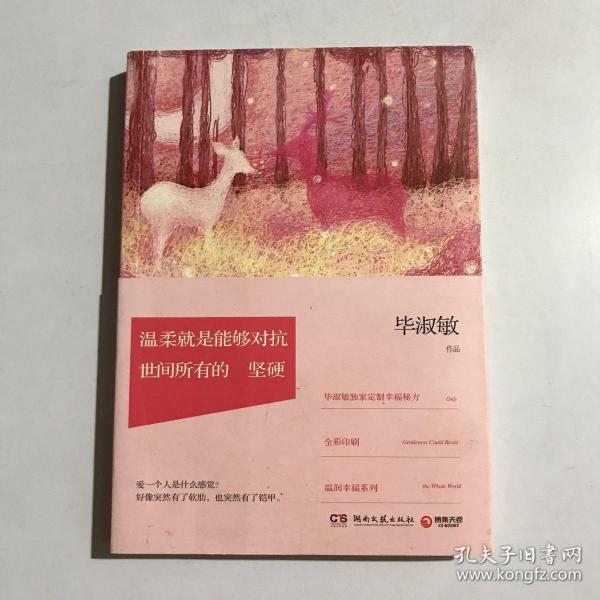 温柔就是能够对抗
世间所有的 坚硬
毕淑敏
作品
毕淑敏独家定制幸福秘方
Only
全彩印刷
Gentleness Could Resist
温润幸福系列
the Whole World
爱一个人是什么感觉？
好像突然有了软肋，也突然有了铠甲。
湖南文艺出版社
博集天卷
CS-BOOKY
孔夫子旧书网
www.kongfz.com